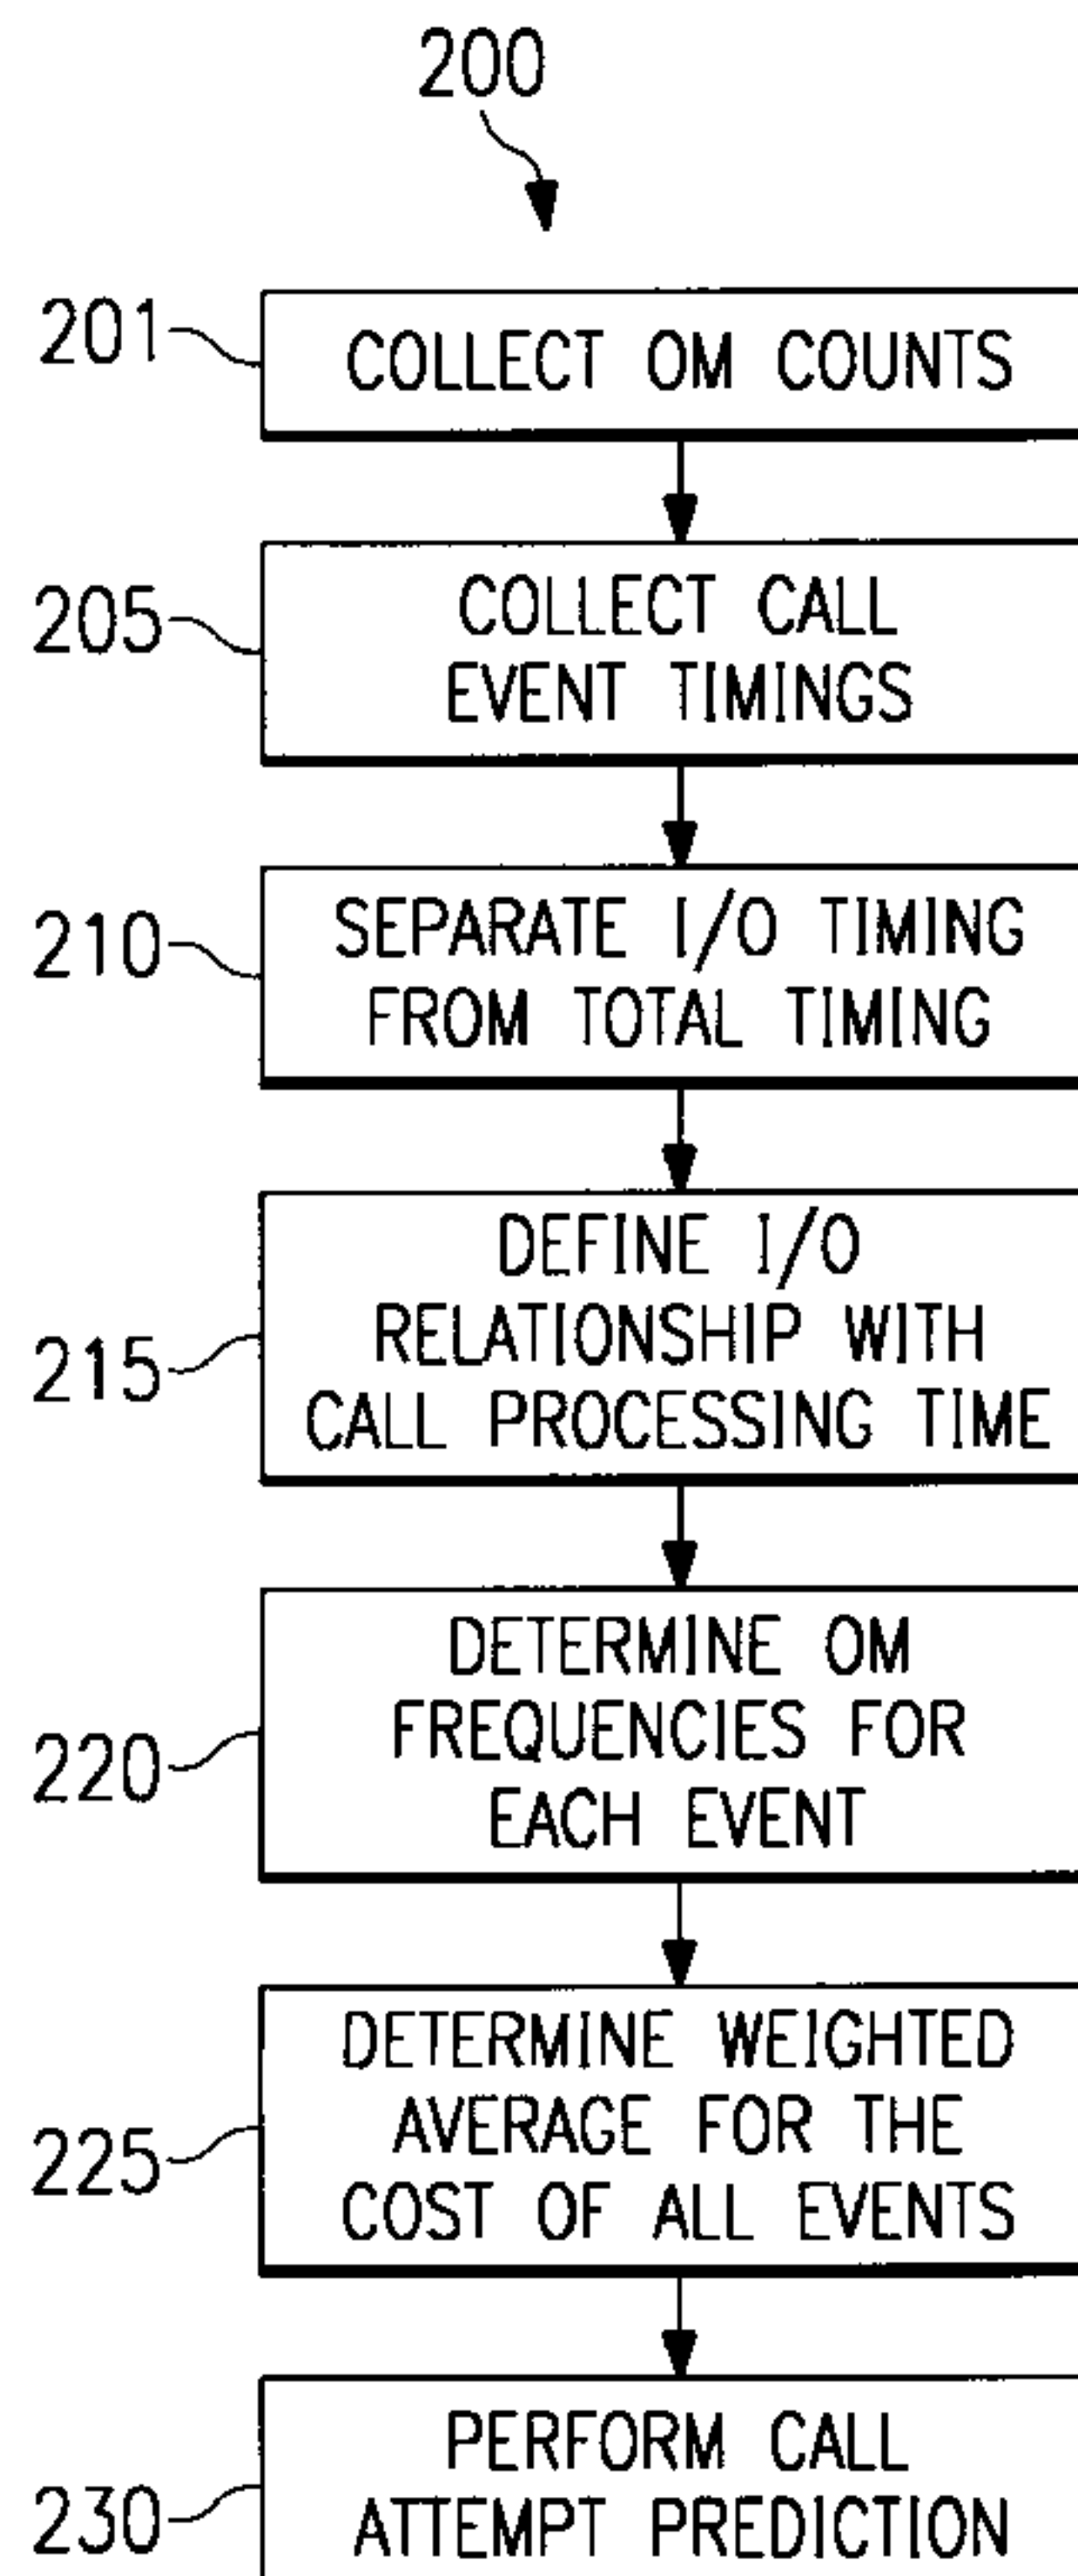 200
201
COLLECT OM COUNTS
205
COLLECT CALL
EVENT TIMINGS
210
SEPARATE I/O TIMING
FROM TOTAL TIMING
215
DEFINE I/O
RELATIONSHIP WITH
CALL PROCESSING TIME
220
DETERMINE OM
FREQUENCIES FOR
EACH EVENT
225
DETERMINE WEIGHTED
AVERAGE FOR THE
COST OF ALL EVENTS
230
PERFORM CALL
ATTEMPT PREDICTION